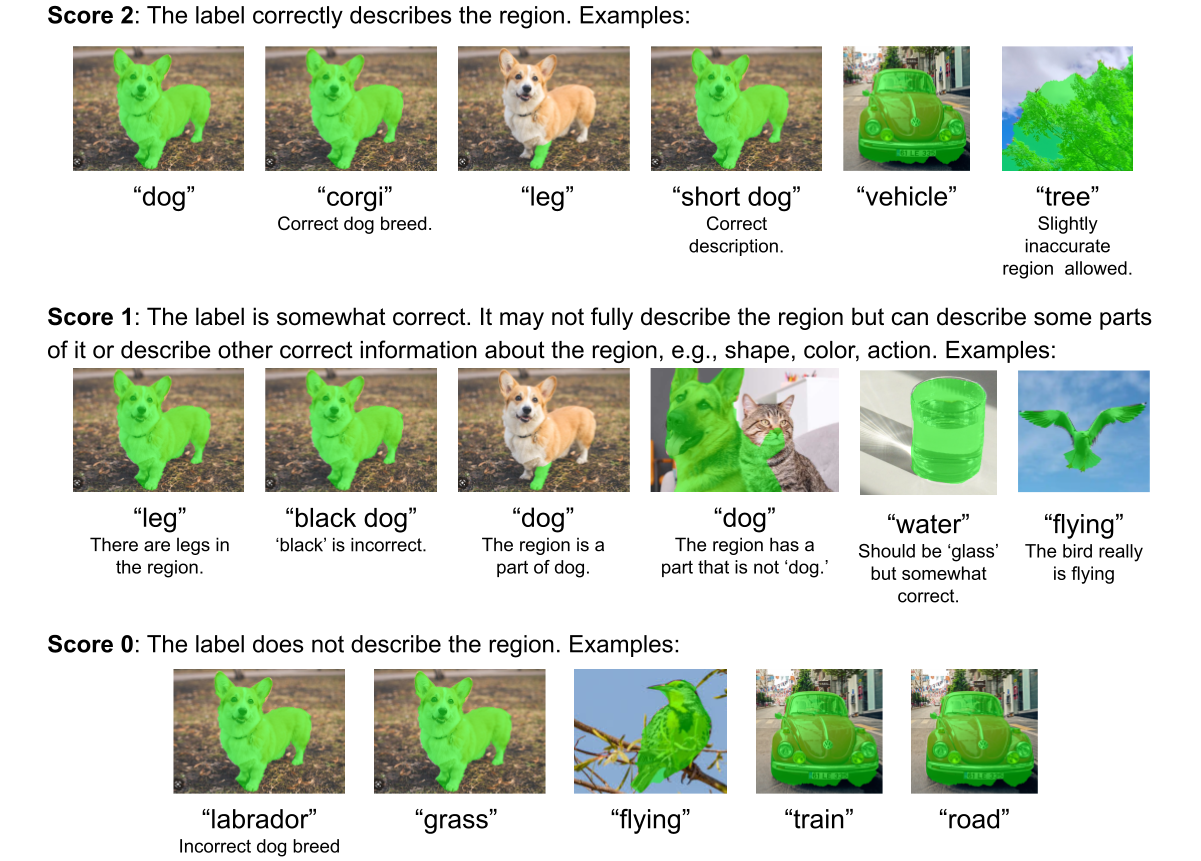 Score 2: The label correctly describes the region. Examples:
“dog”
“corgi”
Correct dog breed.
“leg”
“short dog”
Correct
description.
“vehicle”
“tree”
Slightly
inaccurate
region allowed.
Score 1: The label is somewhat correct. It may not fully describe the region but can describe some parts
of it or describe other correct information about the region, e.g., shape, color, action. Examples:
“leg”
There are legs in
the region.
“black dog”
‘black’ is incorrect.
“dog”
The region is a
part of dog.
“dog”
The region has a
part that is not ‘dog.’
“water”
Should be ‘glass’
but somewhat
correct.
“flying”
The bird really
is flying
Score 0: The label does not describe the region. Examples:
“labrador”
Incorrect dog breed
“grass”
“flying”
“train”
“road”